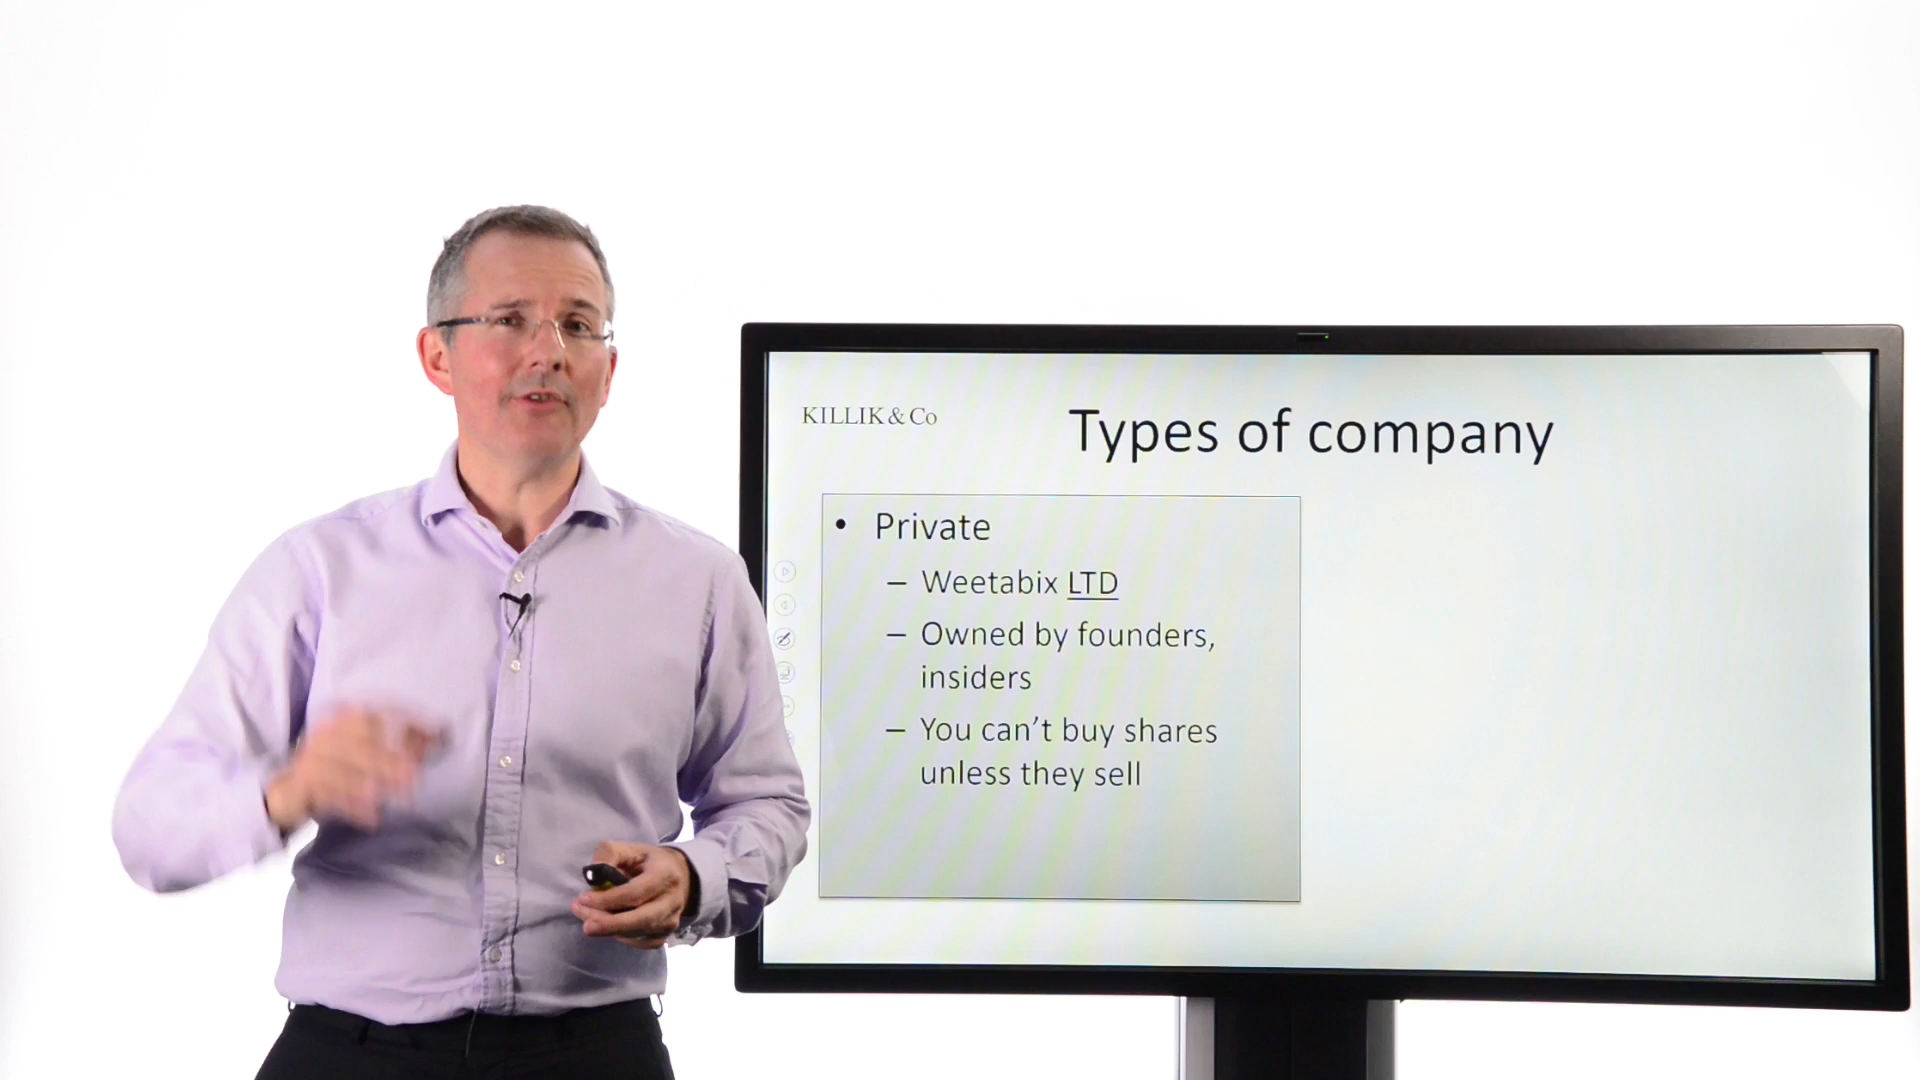 KILLIK & Co
Types of company
• Private
– Weetabix LTD
– Owned by founders,
insiders
– You can’t buy shares
unless they sell